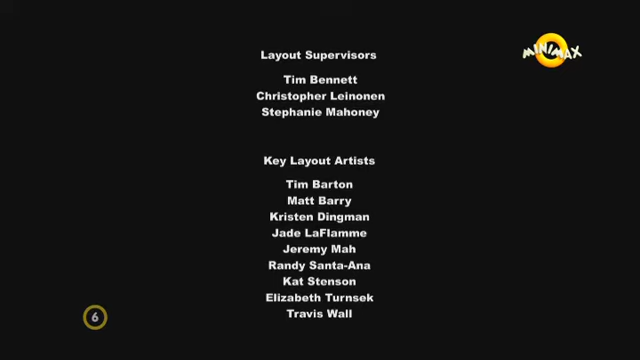 MINIMAX
Layout Supervisors
Tim Bennett
Christopher Leinonen
Stephanie Mahoney
Key Layout Artists
Tim Barton
Matt Barry
Kristen Dingman
Jade LaFlamme
Jeremy Mah
Randy Santa-Ana
Kat Stenson
Elizabeth Turnsek
Travis Wall
6